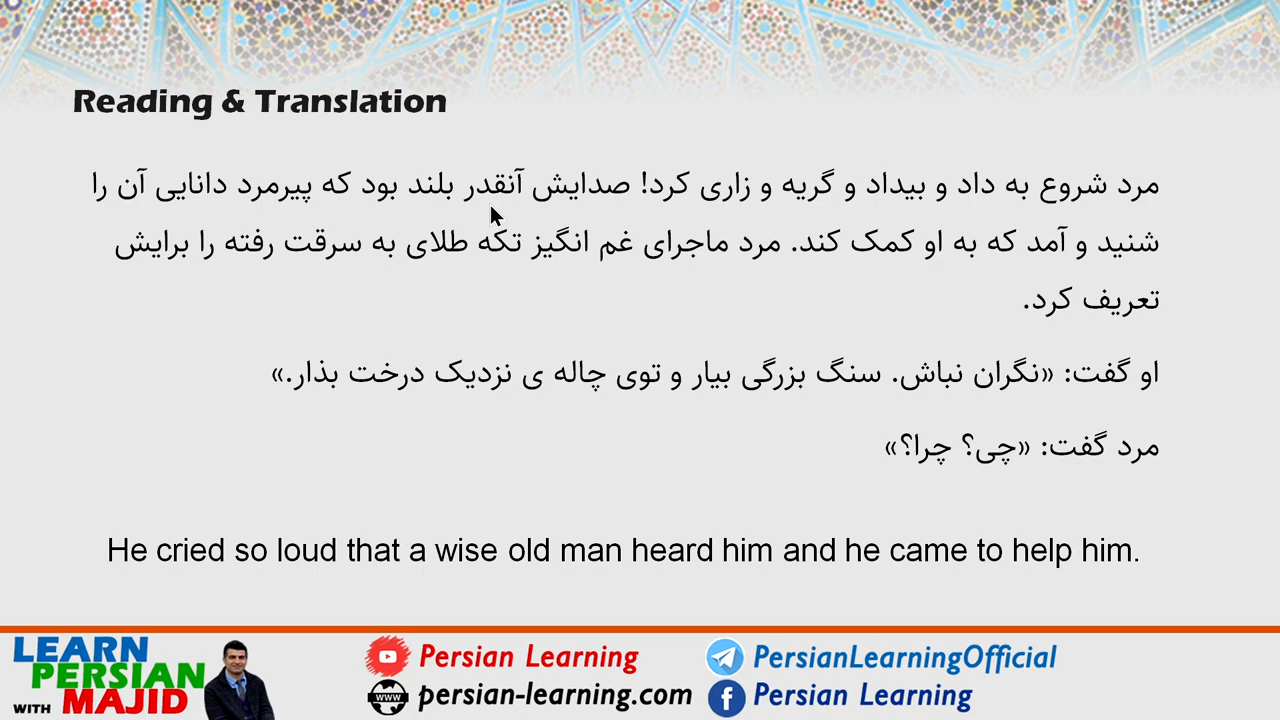 Reading & Translation
مرد شروع به داد و بیداد و گریه و زاری کرد! صدایش آنقدر بلند بود که پیرمرد دانایی آن را
شنید و آمد که به او کمک کند. مرد ماجرای غم انگیز تکه طلای به سرقت رفته را برایش
تعریف کرد.
او گفت: «نگران نباش. سنگ بزرگی بیار و توی چاله ی نزدیک درخت بذار.»
مرد گفت: «چی؟ چرا؟»
He cried so loud that a wise old man heard him and he came to help him.
LEARN
PERSIAN
WITH MAJID
Persian Learning
PersianLearningOfficial
www
persian-learning.com
Persian Learning